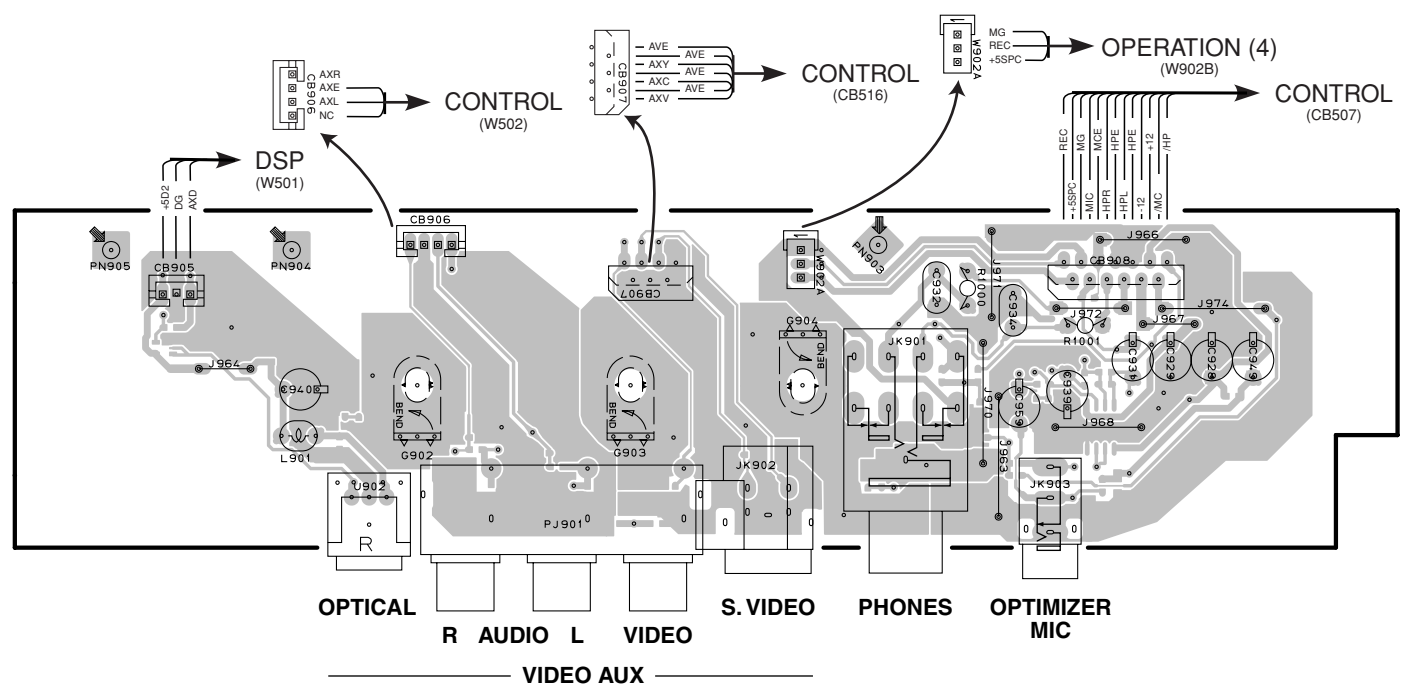 MG
REC
+5SPC
W902A
OPERATION (4)
(W902B)
AVE
AVE
AXY
AVE
AXC
AVE
AXV
CB907
CONTROL
(CB516)
AXR
AXE
AXL
NC
CB906
CONTROL
(W502)
CONTROL
(CB507)
REC
MG
MCE
HPE
HPE
+12
/HP
+5SPC
MIC
HPR
HPL
-12
/MC
DSP
(W501)
+5D2
DG
AXD
PN905
PN904
CB906
PN903
CB905
CB907
W902A
C932
R1000
J971
C934
J966
CB908
J972
J974
J967
R1001
J964
C940
L901
BEND
G902
BEND
G903
G904
BEND
JK901
J970
C959
C939
C929
C928
C949
J968
J963
U902
R
PJ901
JK902
JK903
OPTICAL
R AUDIO L
VIDEO
S. VIDEO
PHONES
OPTIMIZER
MIC
VIDEO AUX